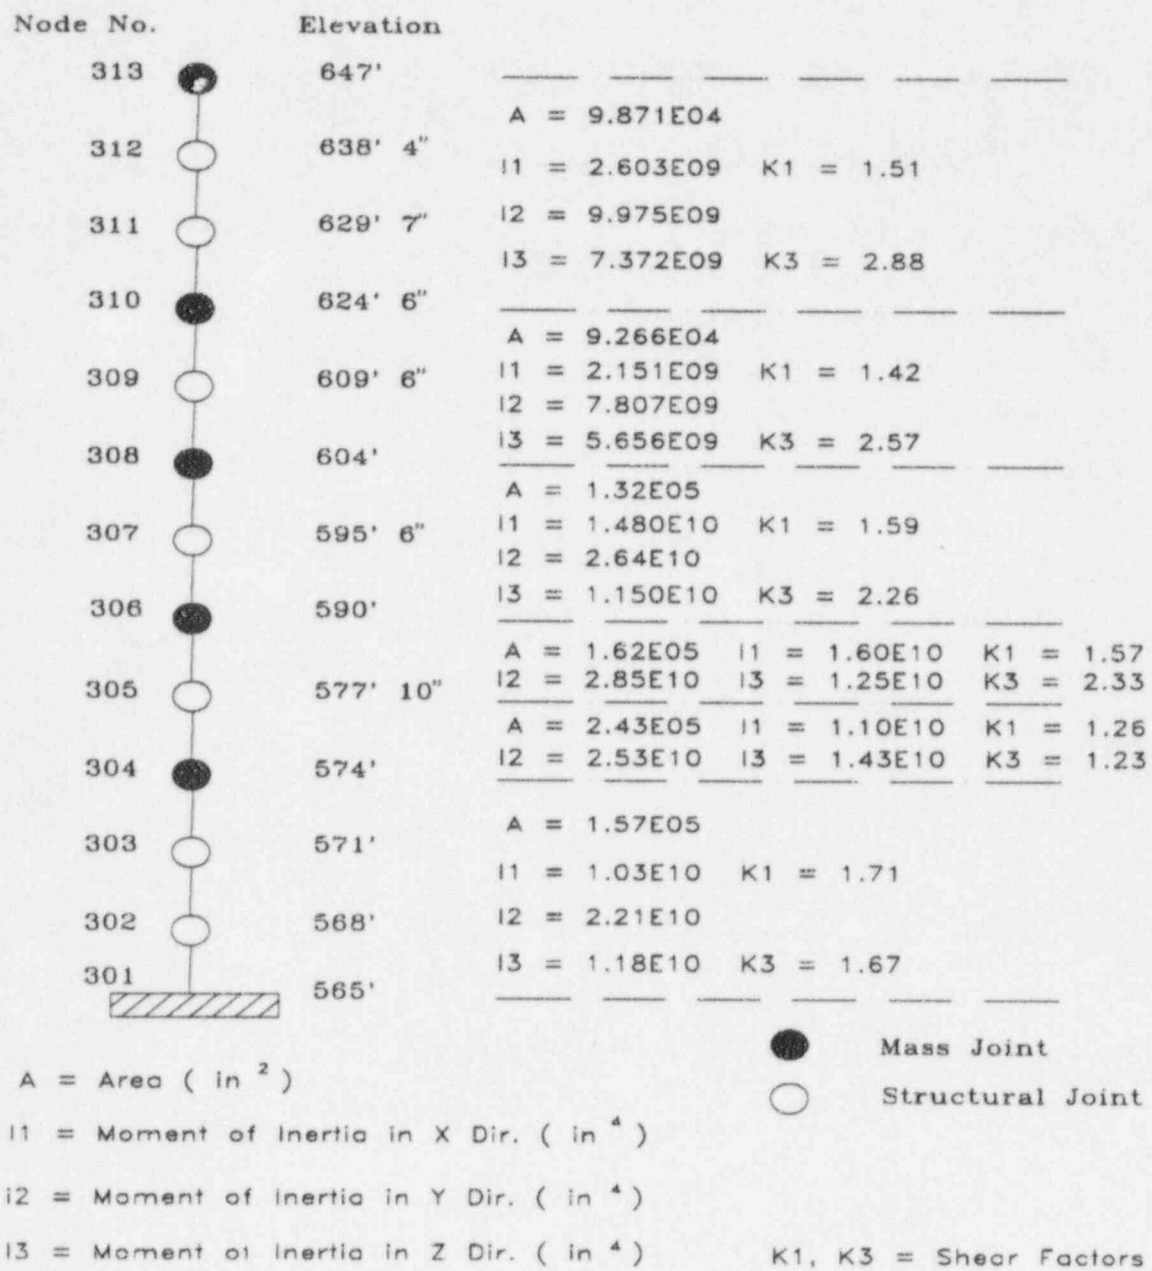 Node No. Elevation
313 647'
A = 9.871E04
312 638' 4"
I1 = 2.603E09 K1 = 1.51
311 629' 7" I2 = 9.975E09
I3 = 7.372E09 K3 = 2.88
310 624' 6"
A = 9.266E04
309 609' 6" I1 = 2.151E09 K1 = 1.42
I2 = 7.807E09
I3 = 5.656E09 K3 = 2.57
308 604'
A = 1.32E05
307 595' 6" I1 = 1.480E10 K1 = 1.59
I2 = 2.64E10
306 590' I3 = 1.150E10 K3 = 2.26
A = 1.62E05 I1 = 1.60E10 K1 = 1.57
305 577' 10" I2 = 2.85E10 I3 = 1.25E10 K3 = 2.33
A = 2.43E05 I1 = 1.10E10 K1 = 1.26
304 574' I2 = 2.53E10 I3 = 1.43E10 K3 = 1.23
A = 1.57E05
303 571'
I1 = 1.03E10 K1 = 1.71
302 568' I2 = 2.21E10
I3 = 1.18E10 K3 = 1.67
301 565'
Mass Joint
A = Area ( in 2 )
Structural Joint
I1 = Moment of Inertia in X Dir. ( in 4 )
i2 = Moment of Inertia in Y Dir. ( in 4 )
I3 = Moment of Inertia in Z Dir. ( in 4 ) K1, K3 = Shear Factors